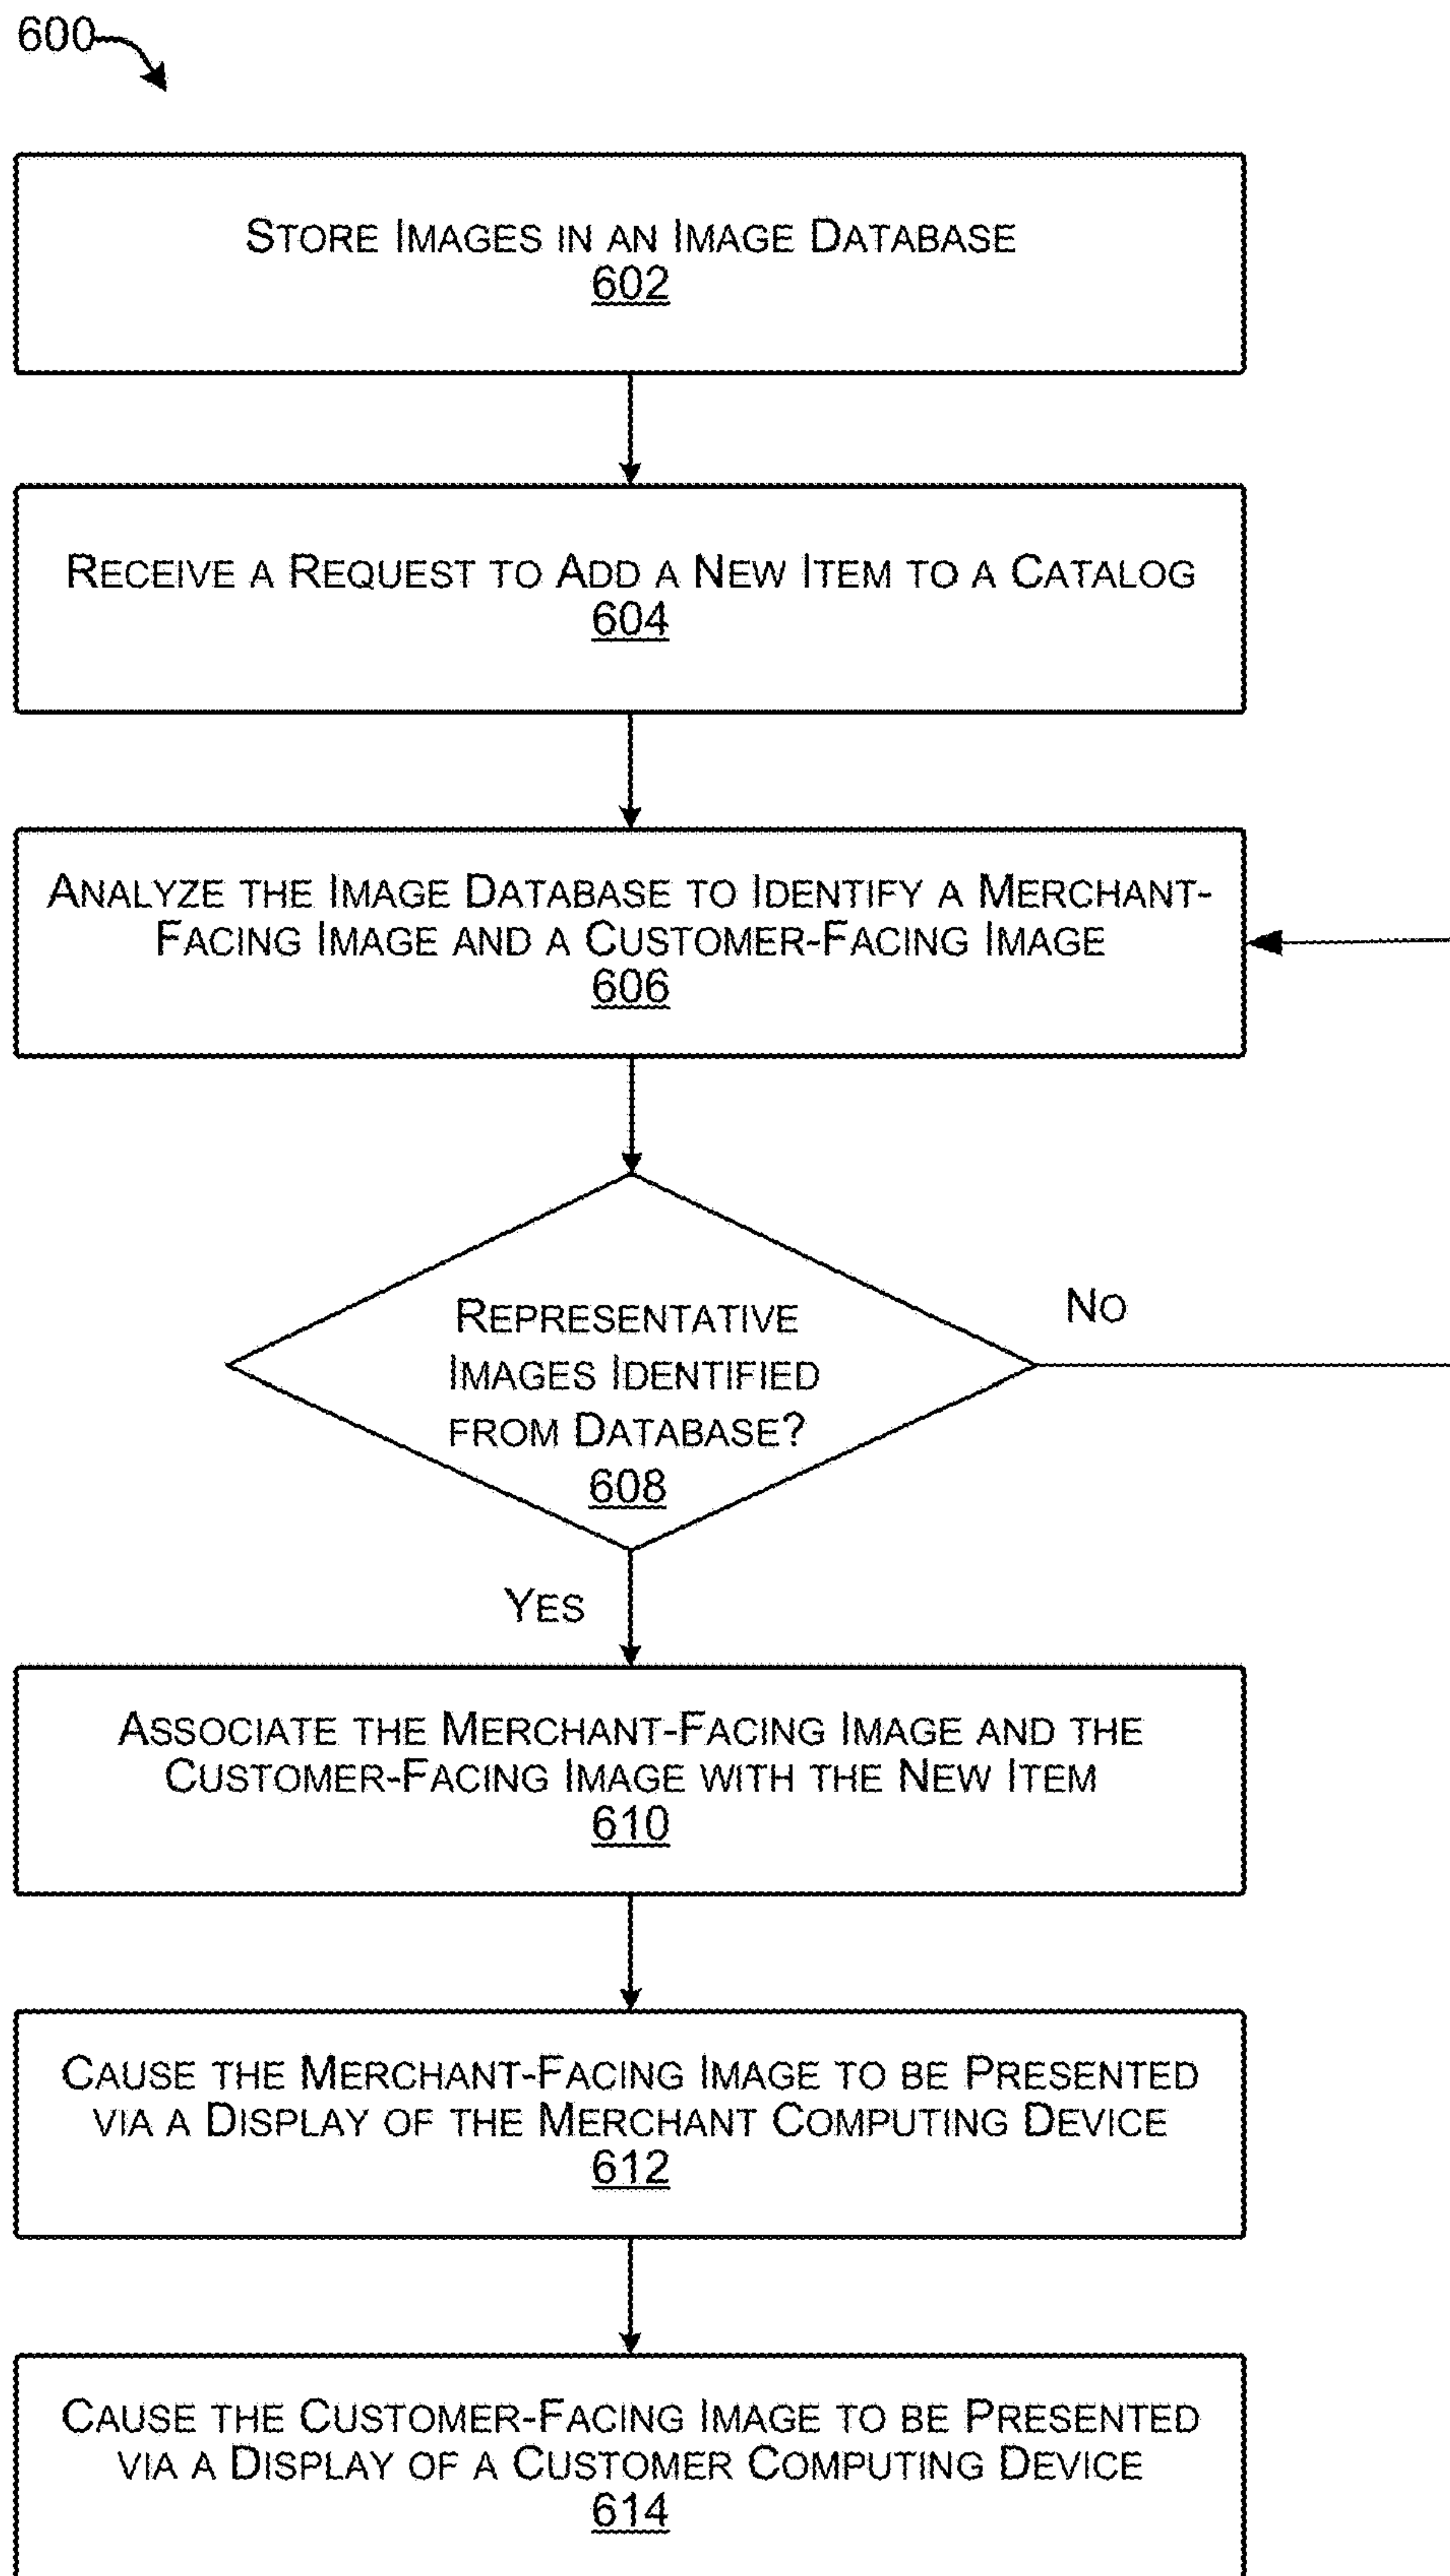 600
STORE IMAGES IN AN IMAGE DATABASE
602
RECEIVE A REQUEST TO ADD A NEW ITEM TO A CATALOG
604
ANALYZE THE IMAGE DATABASE TO IDENTIFY A MERCHANT-
FACING IMAGE AND A CUSTOMER-FACING IMAGE
606
REPRESENTATIVE
IMAGES IDENTIFIED
FROM DATABASE?
608
NO
YES
ASSOCIATE THE MERCHANT-FACING IMAGE AND THE
CUSTOMER-FACING IMAGE WITH THE NEW ITEM
610
CAUSE THE MERCHANT-FACING IMAGE TO BE PRESENTED
VIA A DISPLAY OF THE MERCHANT COMPUTING DEVICE
612
CAUSE THE CUSTOMER-FACING IMAGE TO BE PRESENTED
VIA A DISPLAY OF A CUSTOMER COMPUTING DEVICE
614